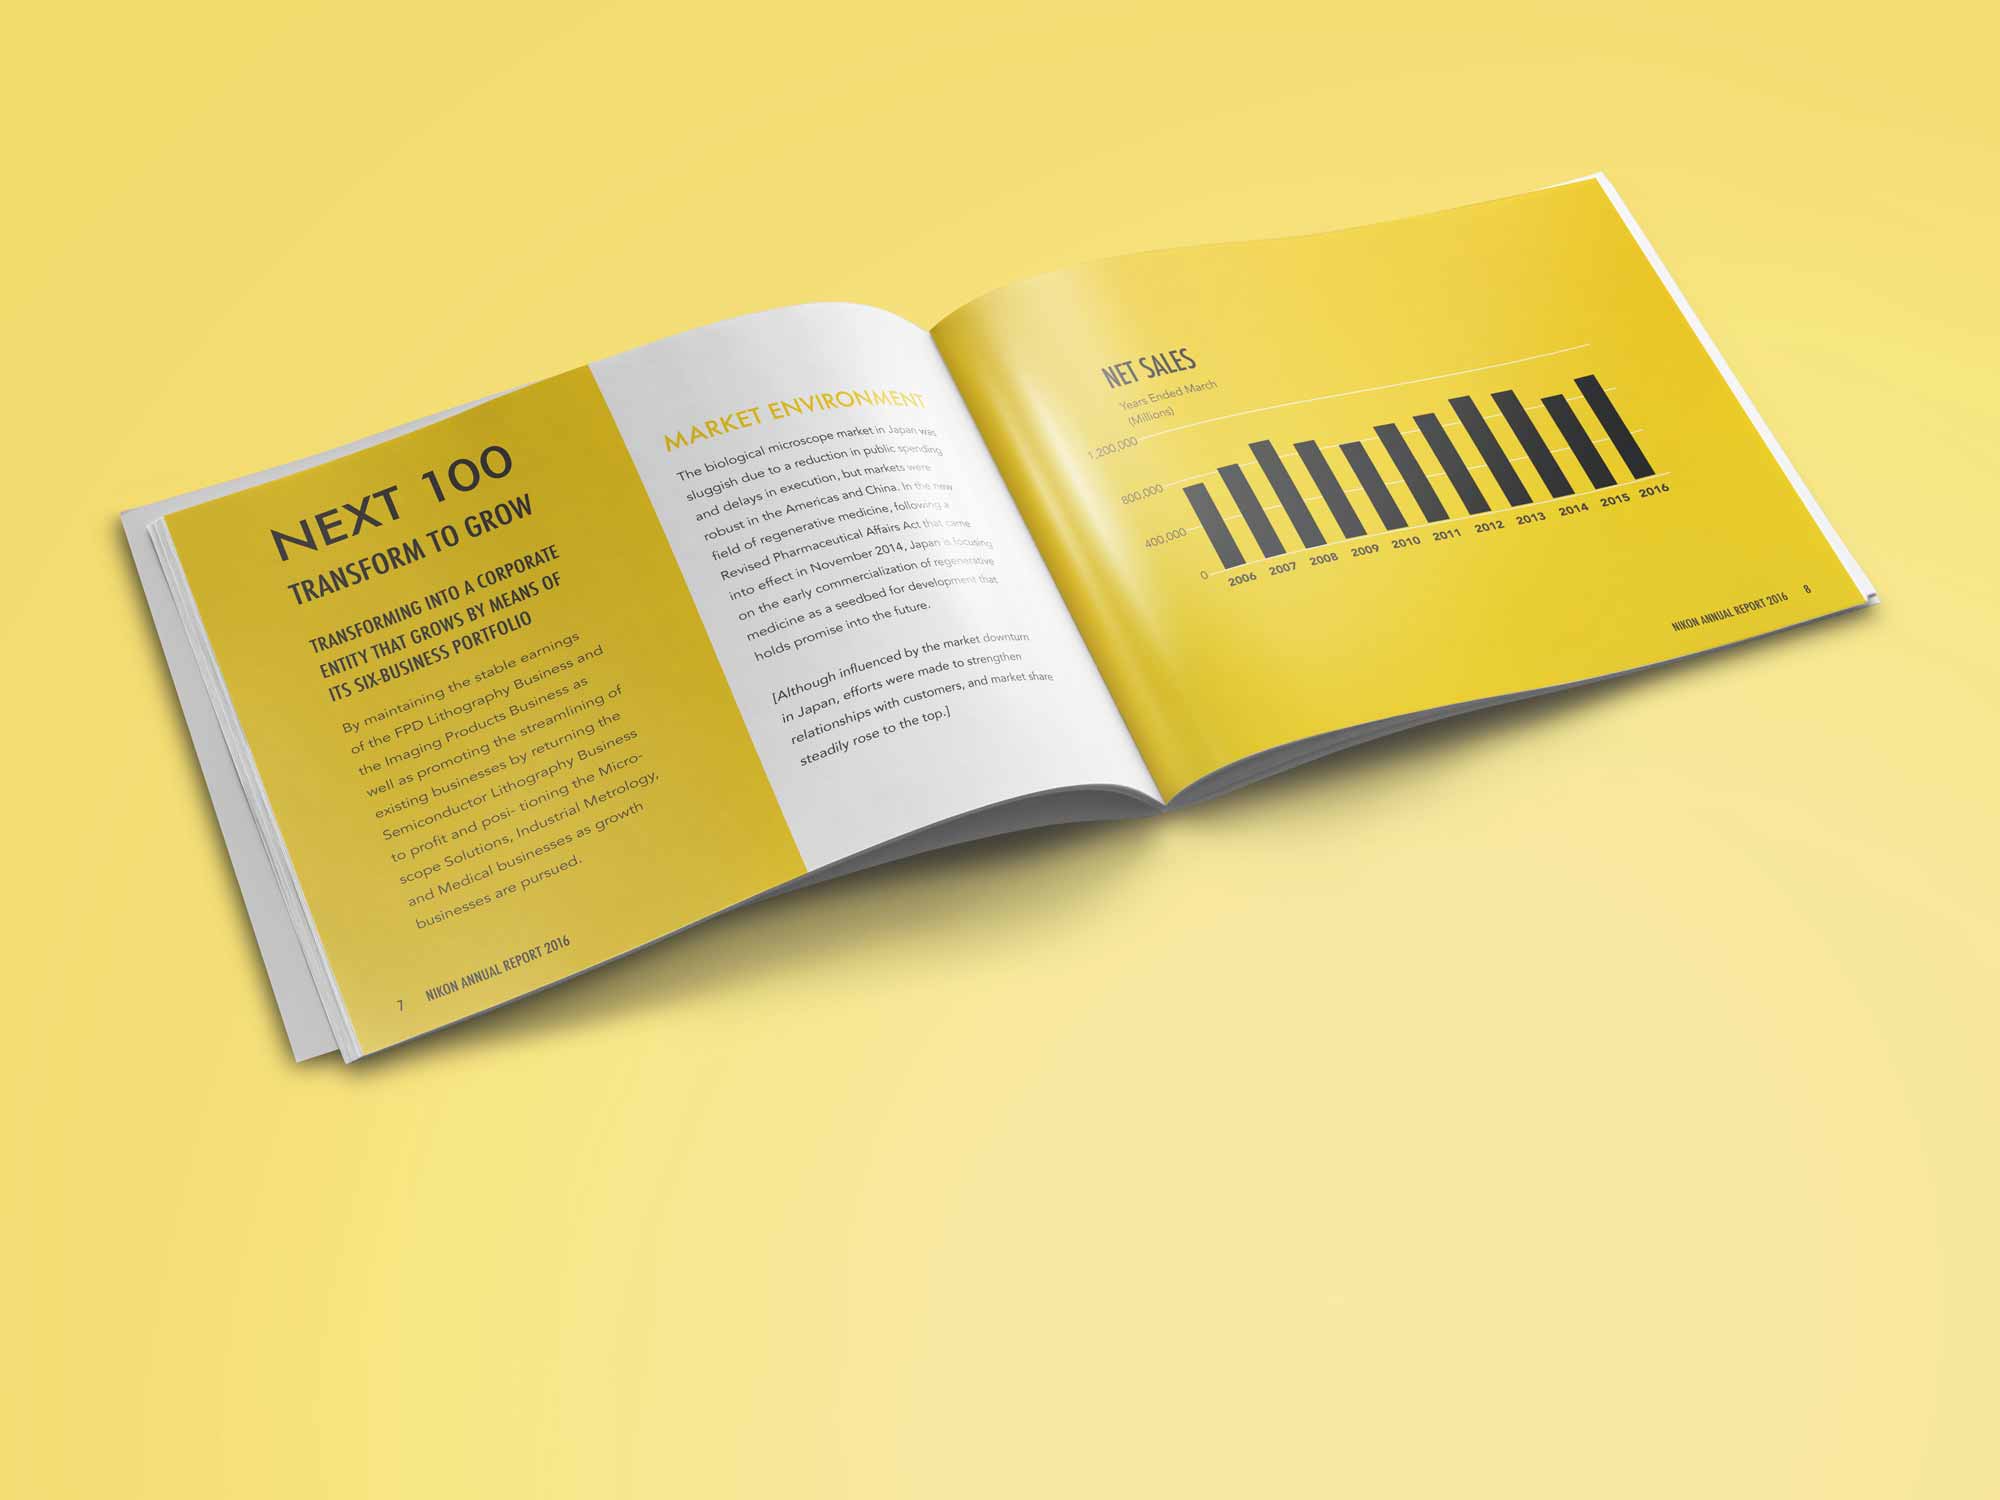 NEXT 100
TRANSFORM TO GROW
TRANSFORMING INTO A CORPORATE
ENTITY THAT GROWS BY MEANS OF
ITS SIX-BUSINESS PORTFOLIO
By maintaining the stable earnings
of the FPD Lithography Business and
the Imaging Products Business as
well as promoting the streamlining of
existing businesses by returning the
Semiconductor Lithography Business
to profit and posi- tioning the Micro-
scope Solutions, Industrial Metrology,
and Medical businesses as growth
businesses are pursued.
7 NIKON ANNUAL REPORT 2016
MARKET ENVIRONMENT
The biological microscope market in Japan was
sluggish due to a reduction in public spending
and delays in execution, but markets were
robust in the Americas and China. In the new
field of regenerative medicine, following a
Revised Pharmaceutical Affairs Act that came
into effect in November 2014, Japan is focusing
on the early commercialization of regenerative
medicine as a seedbed for development that
holds promise into the future.
[Although influenced by the market downturn
in Japan, efforts were made to strengthen
relationships with customers, and market share
steadily rose to the top.]
NET SALES
Years Ended March
(Millions)
1,200,000
800,000
400,000
0
2006 2007 2008 2009 2010 2011 2012 2013 2014 2015 2016
NIKON ANNUAL REPORT 2016 8